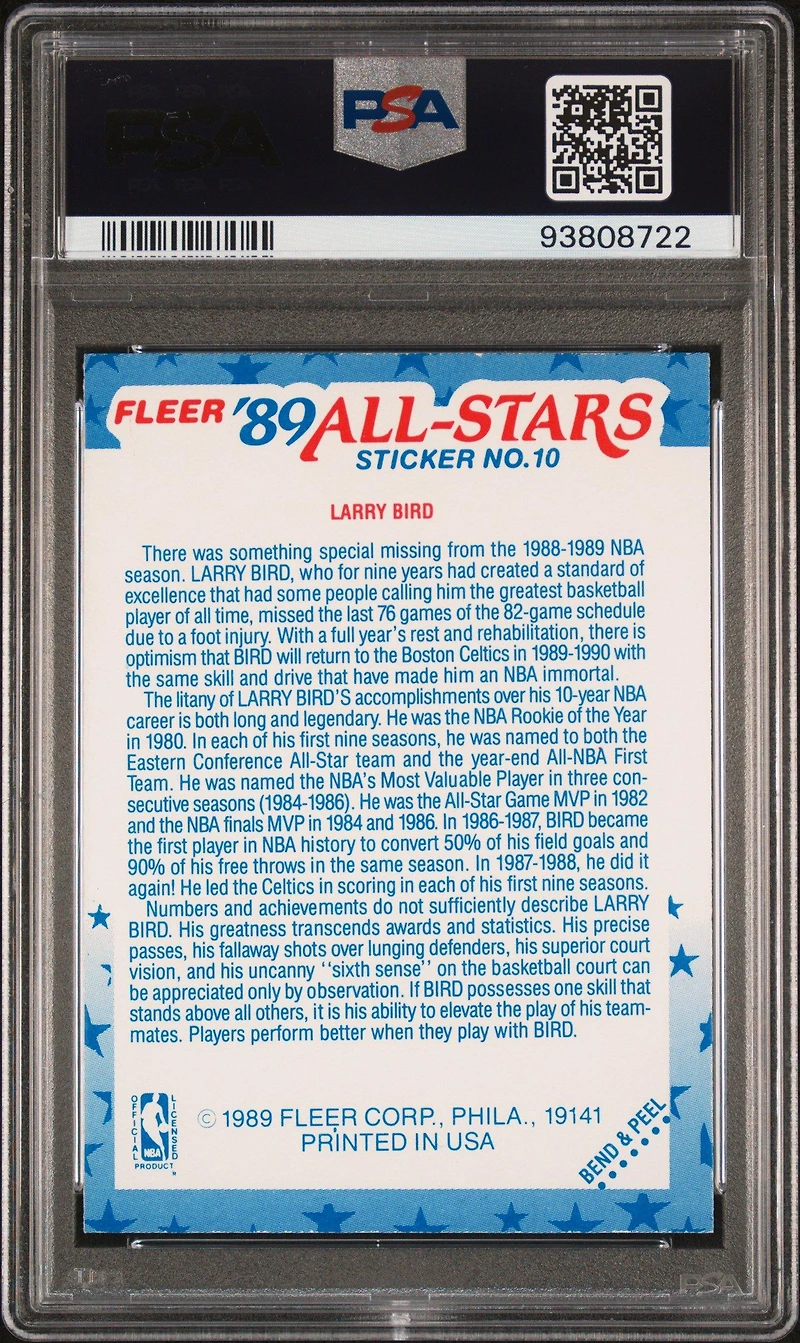 PSA
PSA
93808722
FLEER '89 ALL-STARS
STICKER NO.10
LARRY BIRD
There was something special missing from the 1988-1989 NBA
season. LARRY BIRD, who for nine years had created a standard of
excellence that had some people calling him the greatest basketball
player of all time, missed the last 76 games of the 82-game schedule
due to a foot injury. With a full year's rest and rehabilitation, there is
optimism that BIRD will return to the Boston Celtics in 1989-1990 with
the same skill and drive that have made him an NBA immortal.
The litany of LARRY BIRD'S accomplishments over his 10-year NBA
career is both long and legendary. He was the NBA Rookie of the Year
in 1980. In each of his first nine seasons, he was named to both the
Eastern Conference All-Star team and the year-end All-NBA First
Team. He was named the NBA's Most Valuable Player in three con-
secutive seasons (1984-1986). He was the All-Star Game MVP in 1982
and the NBA finals MVP in 1984 and 1986. In 1986-1987, BIRD became
the first player in NBA history to convert 50% of his field goals and
90% of his free throws in the same season. In 1987-1988, he did it
again! He led the Celtics in scoring in each of his first nine seasons.
Numbers and achievements do not sufficiently describe LARRY
BIRD. His greatness transcends awards and statistics. His precise
passes, his fallaway shots over lunging defenders, his superior court
vision, and his uncanny ‘‘sixth sense’’ on the basketball court can
be appreciated only by observation. If BIRD possesses one skill that
stands above all others, it is his ability to elevate the play of his team-
mates. Players perform better when they play with BIRD.
OFFICIAL LICENSED
NBA
PRODUCT
© 1989 FLEER CORP., PHILA., 19141
PRINTED IN USA
BEND & PEEL
PSA